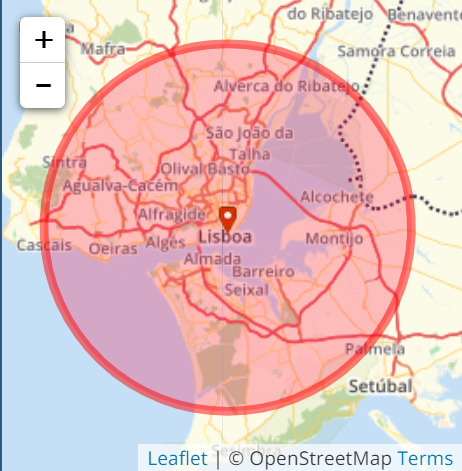 do Ribatejo
Benavento
Mafra
Samora Correia
+
-
Alverca do Ribatejo
São João da
Talha
Sintra
Olival Basto
Agualva-Cacém
Alcochete
Alfragide
Lisboa
Montijo
Cascais
Oeiras
Algés
Almada
Barreiro
Seixal
Palmela
Setúbal
Leaflet | © OpenStreetMap Terms